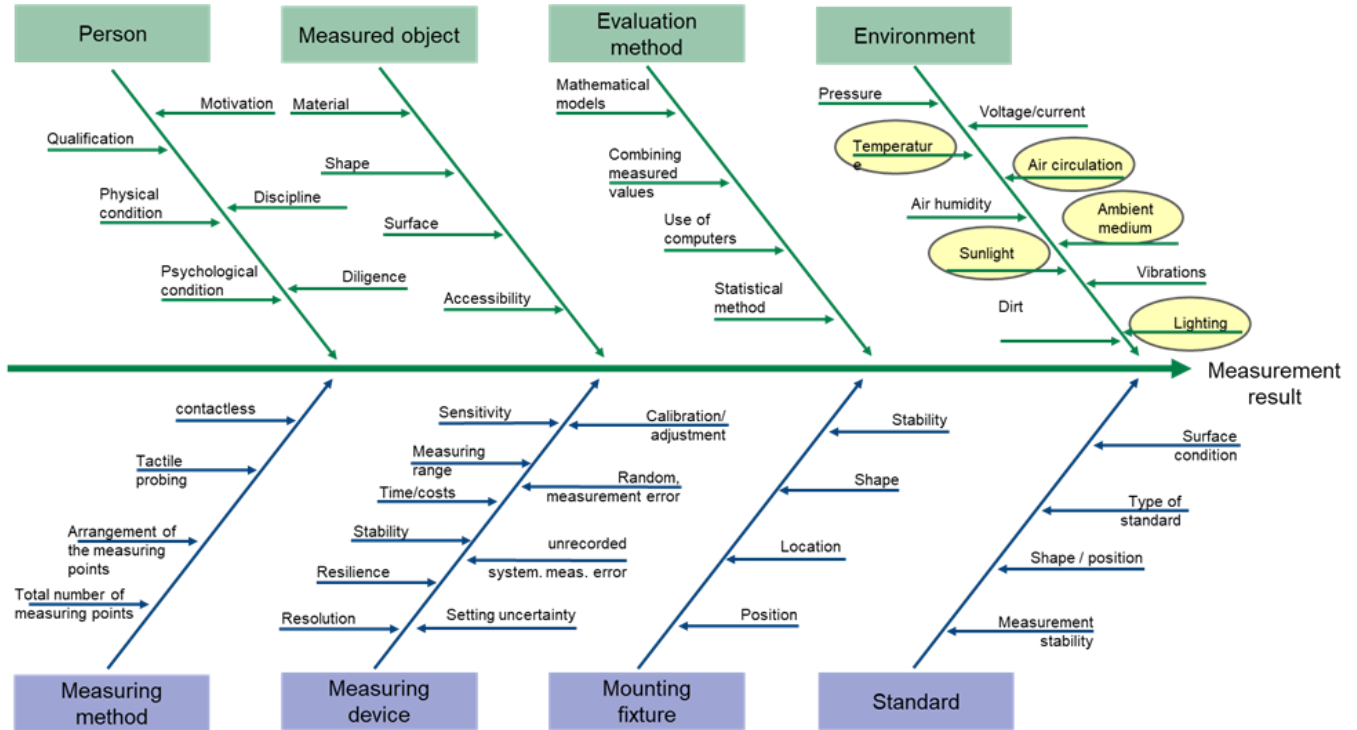 Person
Measured object
Evaluation
method
Environment
Motivation
Qualification
Physical
condition
Discipline
Psychological
condition
Diligence
Material
Shape
Surface
Accessibility
Mathematical
models
Combining
measured
values
Use of
computers
Statistical
method
Pressure
Voltage/current
Temperatur
e
Air circulation
Air humidity
Ambient
medium
Sunlight
Vibrations
Dirt
Lighting
Measurement
result
contactless
Tactile
probing
Arrangement of
the measuring
points
Total number of
measuring points
Sensitivity
Calibration/
adjustment
Measuring
range
Random,
measurement error
Time/costs
Stability
unrecorded
system. meas. error
Resilience
Resolution
Setting uncertainty
Stability
Shape
Location
Position
Surface
condition
Type of
standard
Shape / position
Measurement
stability
Measuring
method
Measuring
device
Mounting
fixture
Standard